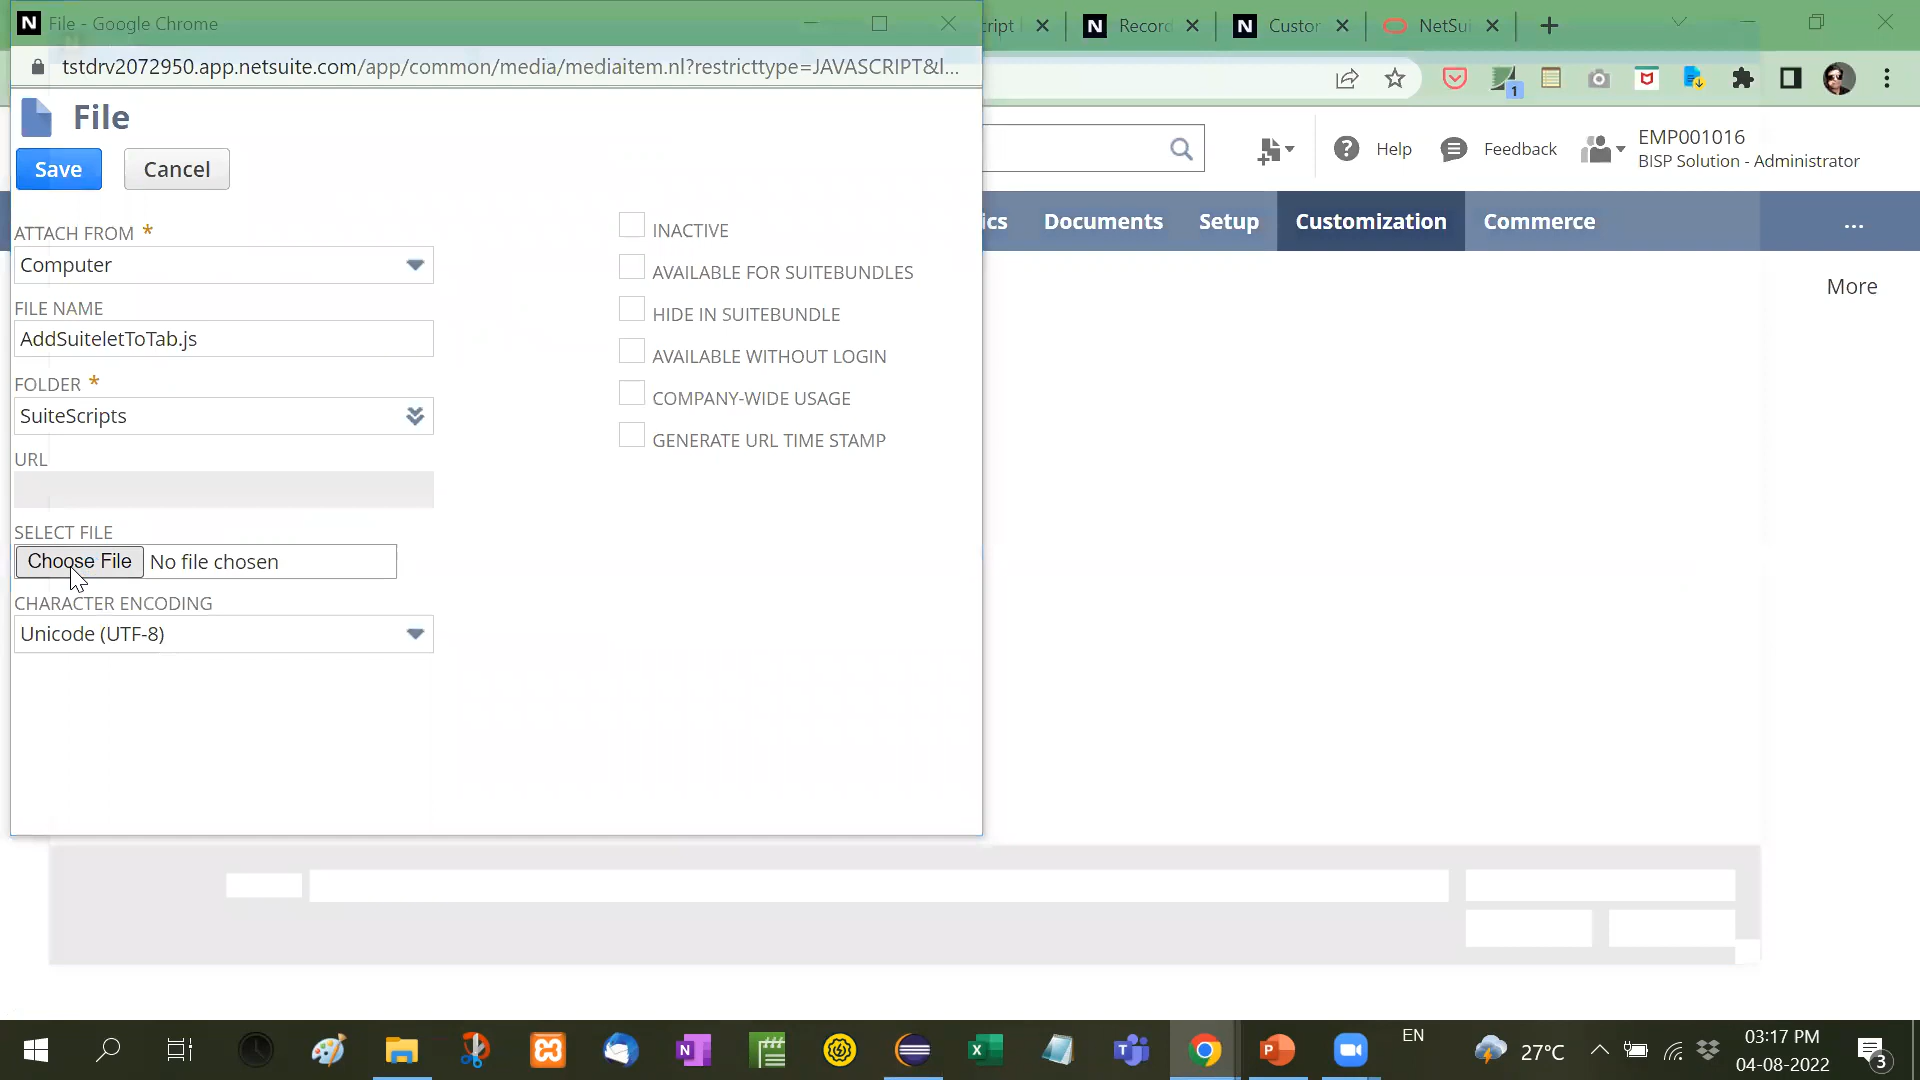 File - Google Chrome
cript
Record
Custor
NetSui
tstdrv2072950.app.netsuite.com/app/common/media/mediaitem.nl?restricttype=JAVASCRIPT&l...
1
File
Save
Cancel
Help
Feedback
EMP001016
BISP Solution - Administrator
ics
Documents
Setup
Customization
Commerce
...
More
ATTACH FROM *
Computer
FILE NAME
AddSuiteletToTab.js
FOLDER *
SuiteScripts
URL
SELECT FILE
Choose File
No file chosen
CHARACTER ENCODING
Unicode (UTF-8)
INACTIVE
AVAILABLE FOR SUITEBUNDLES
HIDE IN SUITEBUNDLE
AVAILABLE WITHOUT LOGIN
COMPANY-WIDE USAGE
GENERATE URL TIME STAMP
EN
27°C
03:17 PM
04-08-2022
3